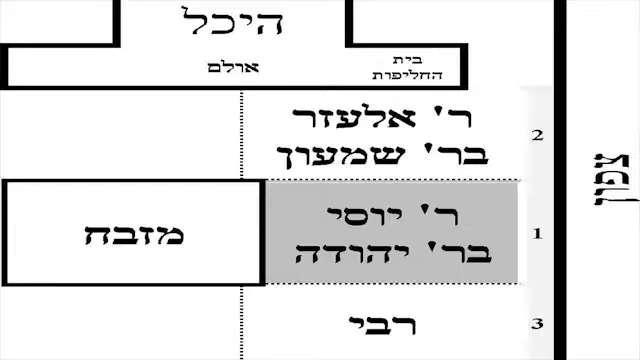 היכל
אולם
בית
החליפות
ר' אלעזר
בר' שמעון
2
צפון
מזבח
ר' יוסי
בר' יהודה
1
רבי
3